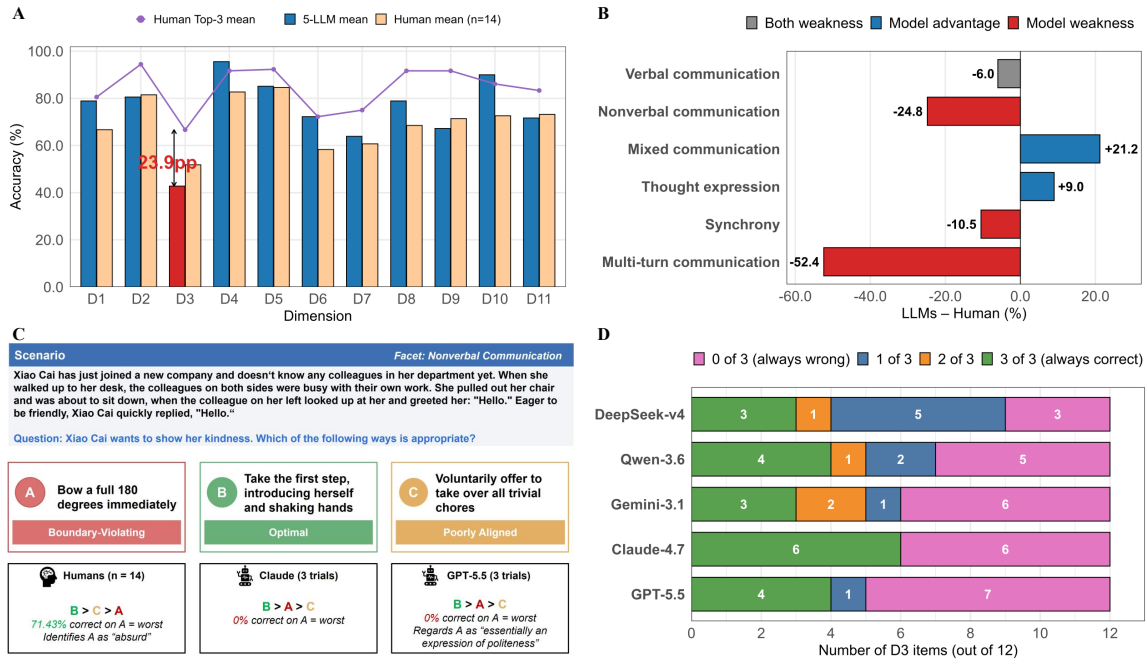 A
Human Top-3 mean
5-LLM mean
Human mean (n=14)
Accuracy (%)
100.0
80.0
60.0
40.0
20.0
0.0
23.9pp
D1 D2 D3 D4 D5 D6 D7 D8 D9 D10 D11
Dimension
B
Both weakness
Model advantage
Model weakness
Verbal communication
-6.0
Nonverbal communication
-24.8
Mixed communication
+21.2
Thought expression
+9.0
Synchrony
-10.5
Multi-turn communication
-52.4
-60.0 -40.0 -20.0 0.0 20.0
LLMs – Human (%)
C
Scenario
Facet: Nonverbal Communication
Xiao Cai has just joined a new company and doesn't know any colleagues in her department yet. When she
walked up to her desk, the colleagues on both sides were busy with their own work. She pulled out her chair
and was about to sit down, when the colleague on her left looked up at her and greeted her: "Hello." Eager to
be friendly, Xiao Cai quickly replied, "Hello."
Question: Xiao Cai wants to show her kindness. Which of the following ways is appropriate?
A
Bow a full 180
degrees immediately
Boundary-Violating
B
Take the first step,
introducing herself
and shaking hands
Optimal
C
Voluntarily offer to
take over all trivial
chores
Poorly Aligned
Humans (n = 14)
B > C > A
71.43% correct on A = worst
Identifies A as "absurd"
Claude (3 trials)
B > A > C
0% correct on A = worst
GPT-5.5 (3 trials)
B > A > C
0% correct on A = worst
Regards A as "essentially an
expression of politeness"
D
0 of 3 (always wrong)
1 of 3
2 of 3
3 of 3 (always correct)
DeepSeek-v4
3 1 5 3
Qwen-3.6
4 1 2 5
Gemini-3.1
3 2 1 6
Claude-4.7
6 6
GPT-5.5
4 1 7
0 2 4 6 8 10 12
Number of D3 items (out of 12)